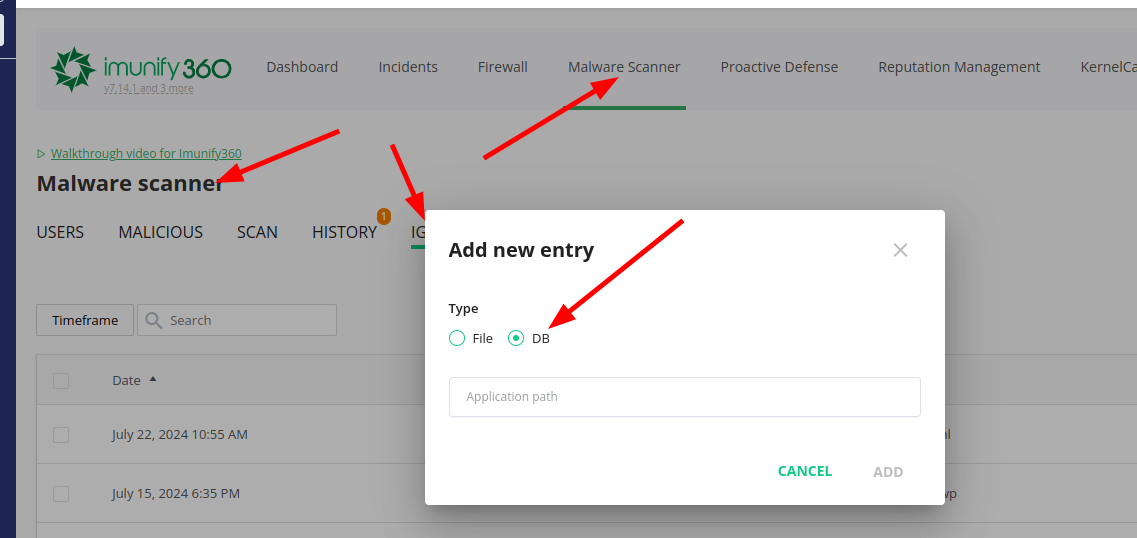 imunify360
v7.14.1 and 3 more
Dashboard Incidents Firewall Malware Scanner Proactive Defense Reputation Management KernelCa
Walkthrough video for Imunify360
Malware scanner
USERS MALICIOUS SCAN HISTORY 1 IG
Add new entry
Type
File DB
Timeframe Search
Date
Application path
July 22, 2024 10:55 AM
CANCEL ADD
July 15, 2024 6:35 PM